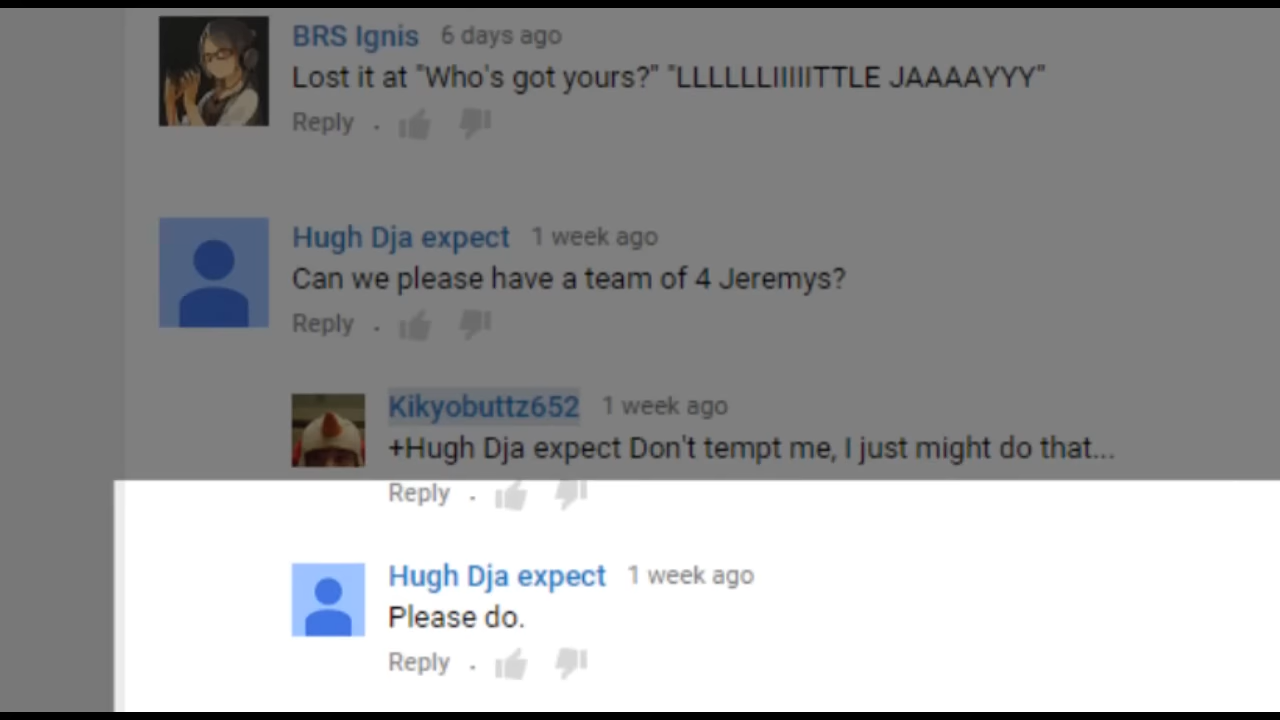 BRS Ignis 6 days ago
Lost it at "Who's got yours?" "LLLLLLIIIIITTLE JAAAAYYY"
Reply .
Hugh Dja expect 1 week ago
Can we please have a team of 4 Jeremys?
Reply .
Kikyobuttz652 1 week ago
+Hugh Dja expect Don't tempt me, I just might do that...
Reply .
Hugh Dja expect 1 week ago
Please do.
Reply .